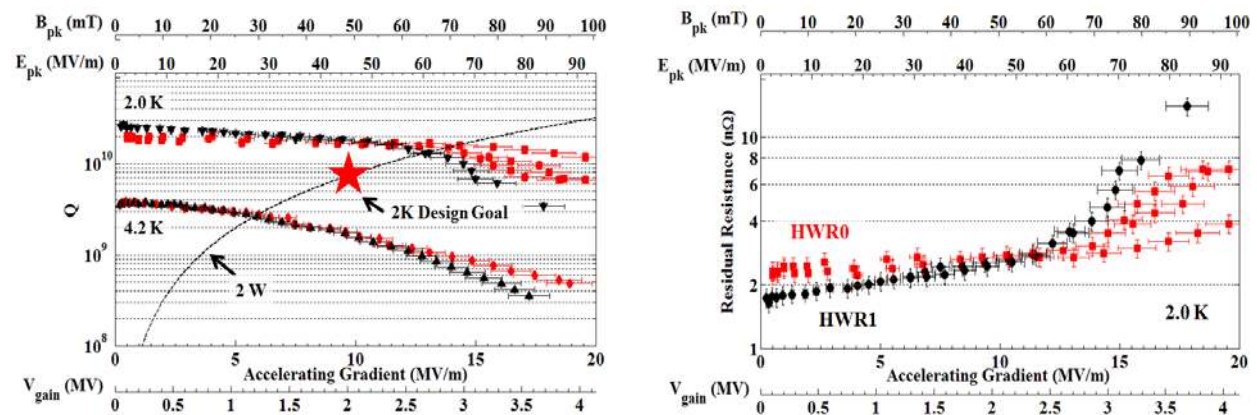 B_pk (mT) 0 10 20 30 40 50 60 70 80 90 100
E_pk (MV/m) 0 10 20 30 40 50 60 70 80 90
2.0 K
10^10
Q
2K Design Goal
4.2 K
10^9
2 W
10^8
0 5 10 15 20
Accelerating Gradient (MV/m)
V_gain (MV)
0 0.5 1 1.5 2 2.5 3 3.5 4
B_pk (mT) 0 10 20 30 40 50 60 70 80 90 100
E_pk (MV/m) 0 10 20 30 40 50 60 70 80 90
Residual Resistance (nΩ)
10
8
6
4
HWR0
2
HWR1
2.0 K
1
0 5 10 15 20
Accelerating Gradient (MV/m)
V_gain (MV)
0 0.5 1 1.5 2 2.5 3 3.5 4